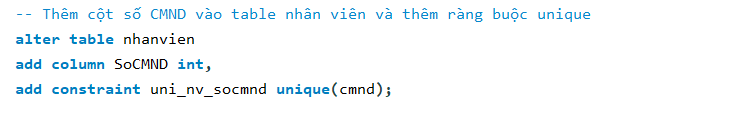 -- Thêm cột số CMND vào table nhân viên và thêm ràng buộc unique
alter table nhanvien
add column SoCMND int,
add constraint uni_nv_socmnd unique(cmnd);